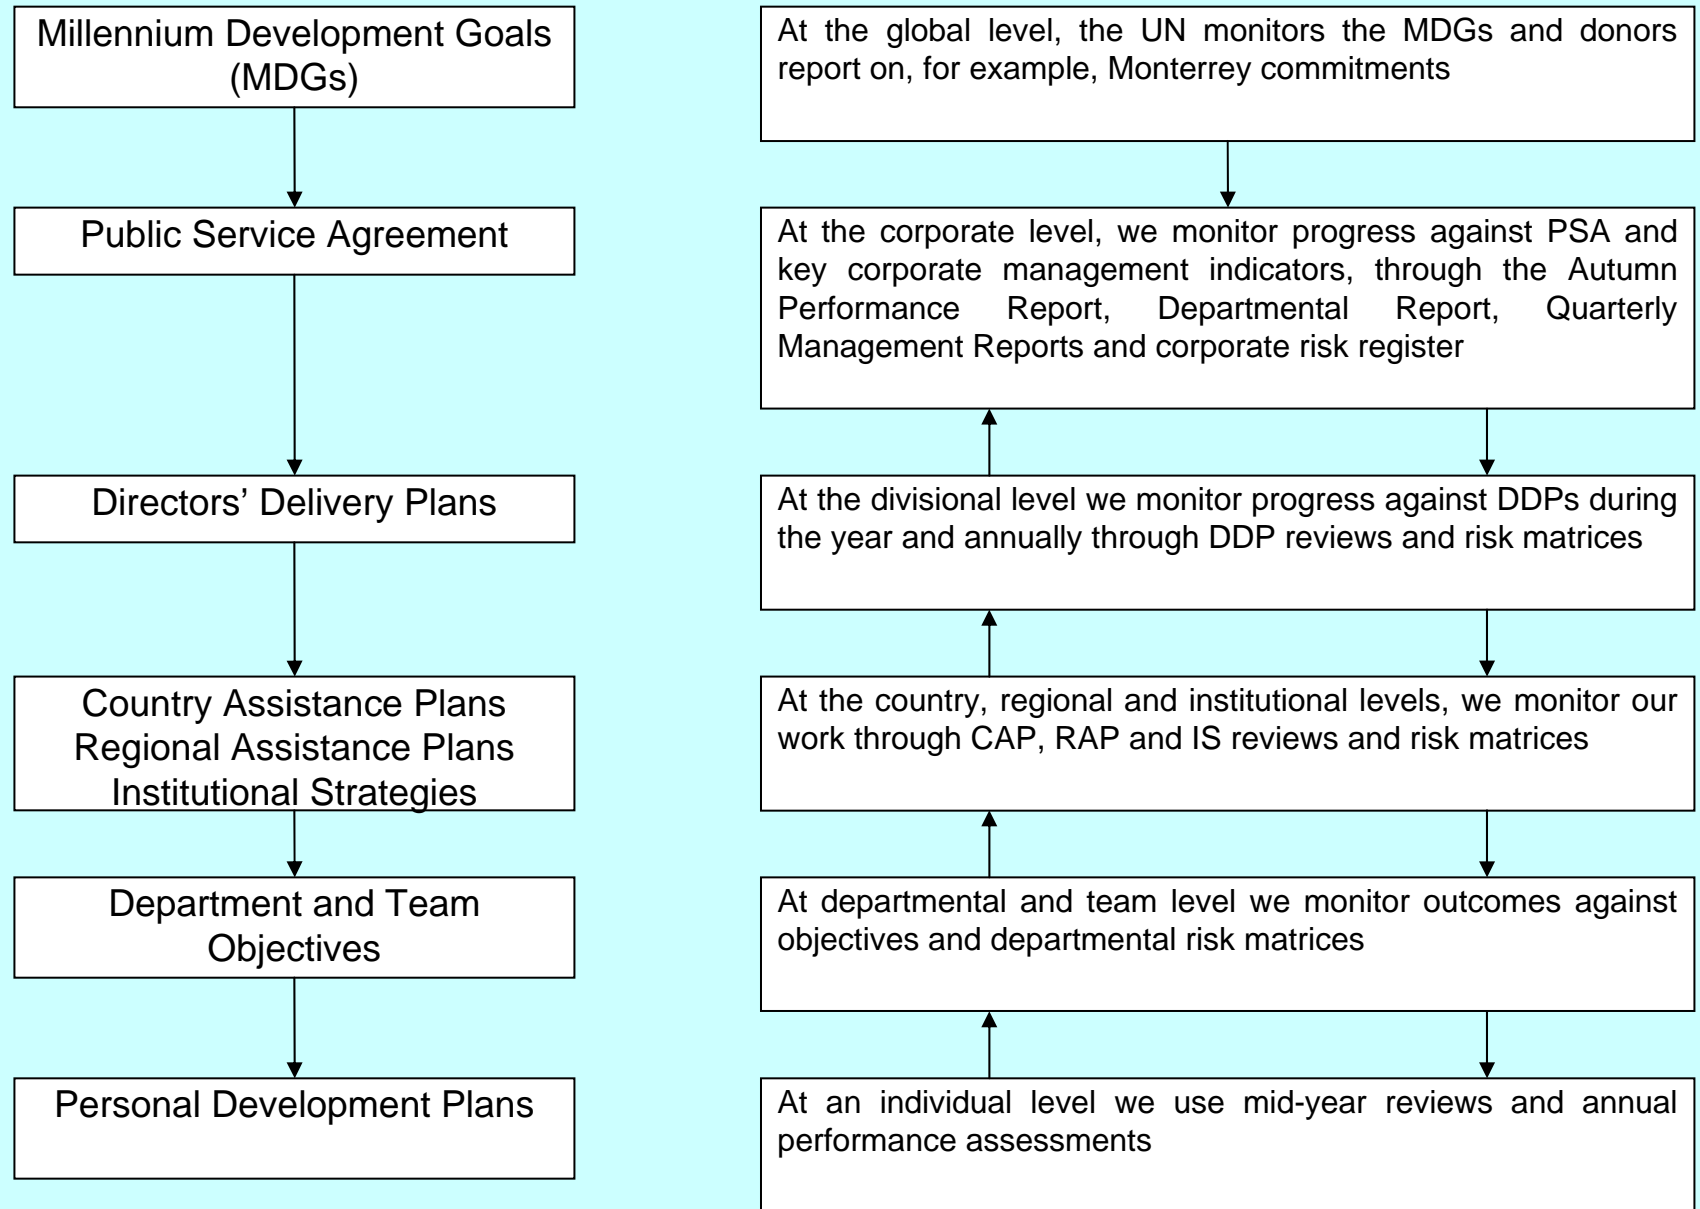 Millennium Development Goals
(MDGs)
At the global level, the UN monitors the MDGs and donors
report on, for example, Monterrey commitments
Public Service Agreement
At the corporate level, we monitor progress against PSA and
key corporate management indicators, through the Autumn
Performance Report, Departmental Report, Quarterly
Management Reports and corporate risk register
Directors’ Delivery Plans
At the divisional level we monitor progress against DDPs during
the year and annually through DDP reviews and risk matrices
Country Assistance Plans
Regional Assistance Plans
Institutional Strategies
At the country, regional and institutional levels, we monitor our
work through CAP, RAP and IS reviews and risk matrices
Department and Team
Objectives
At departmental and team level we monitor outcomes against
objectives and departmental risk matrices
Personal Development Plans
At an individual level we use mid-year reviews and annual
performance assessments